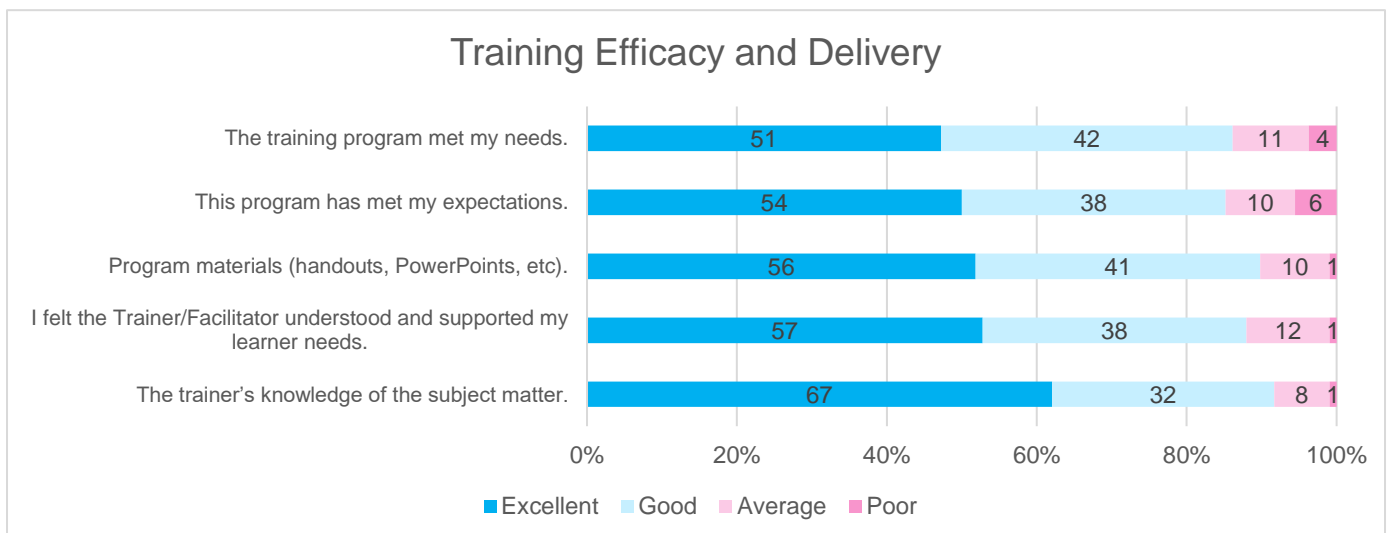 Training Efficacy and Delivery
The training program met my needs.
51 42 11 4
This program has met my expectations.
54 38 10 6
Program materials (handouts, PowerPoints, etc).
56 41 10 1
I felt the Trainer/Facilitator understood and supported my
learner needs.
57 38 12 1
The trainer’s knowledge of the subject matter.
67 32 8 1
0% 20% 40% 60% 80% 100%
Excellent Good Average Poor